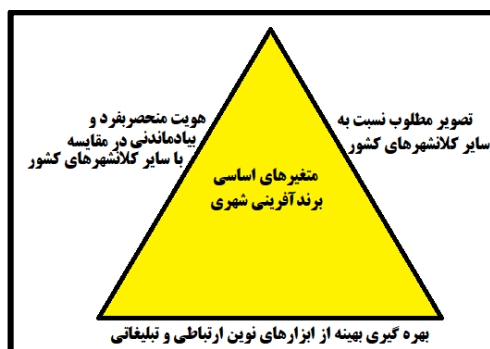 تصویر مطلوب نسبت به
سایر کلانشهرهای کشور
هویت منحصربفرد و
بیادماندنی در مقایسه
با سایر کلانشهرهای کشور
متغیرهای اساسی
برندآفرینی شهری
بهره گیری بهینه از ابزارهای نوین ارتباطی و تبلیغاتی